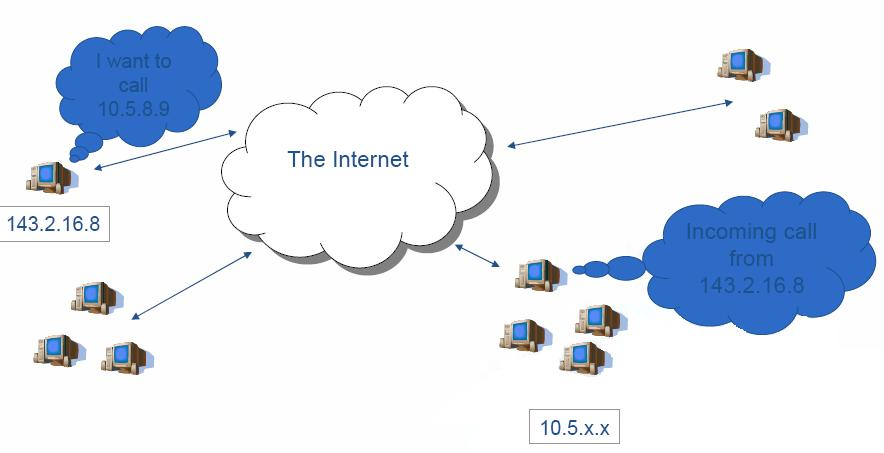 I want to
call
10.5.8.9
The Internet
143.2.16.8
Incoming call
from
143.2.16.8
10.5.x.x